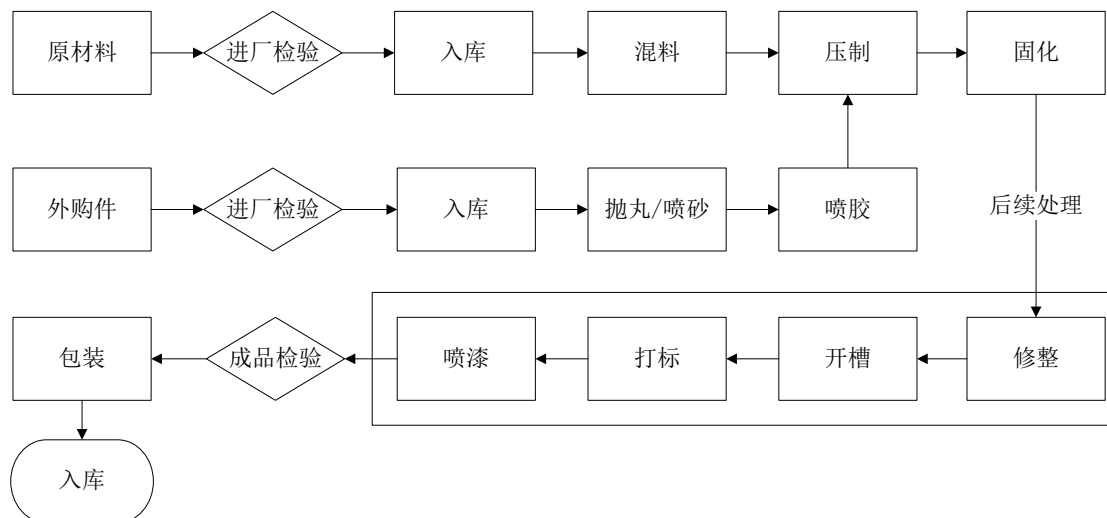 原材料
进厂检验
入库
混料
压制
固化
外购件
进厂检验
入库
抛丸/喷砂
喷胶
后续处理
包装
成品检验
喷漆
打标
开槽
修整
入库